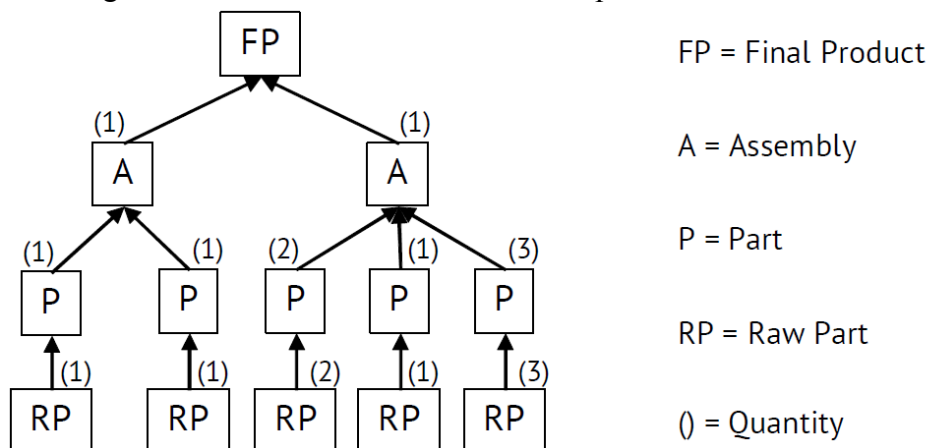 FP
(1) (1)
A A
(1) (1) (2) (1) (3)
P P P P P
(1) (1) (2) (1) (3)
RP RP RP RP RP
FP = Final Product
A = Assembly
P = Part
RP = Raw Part
() = Quantity